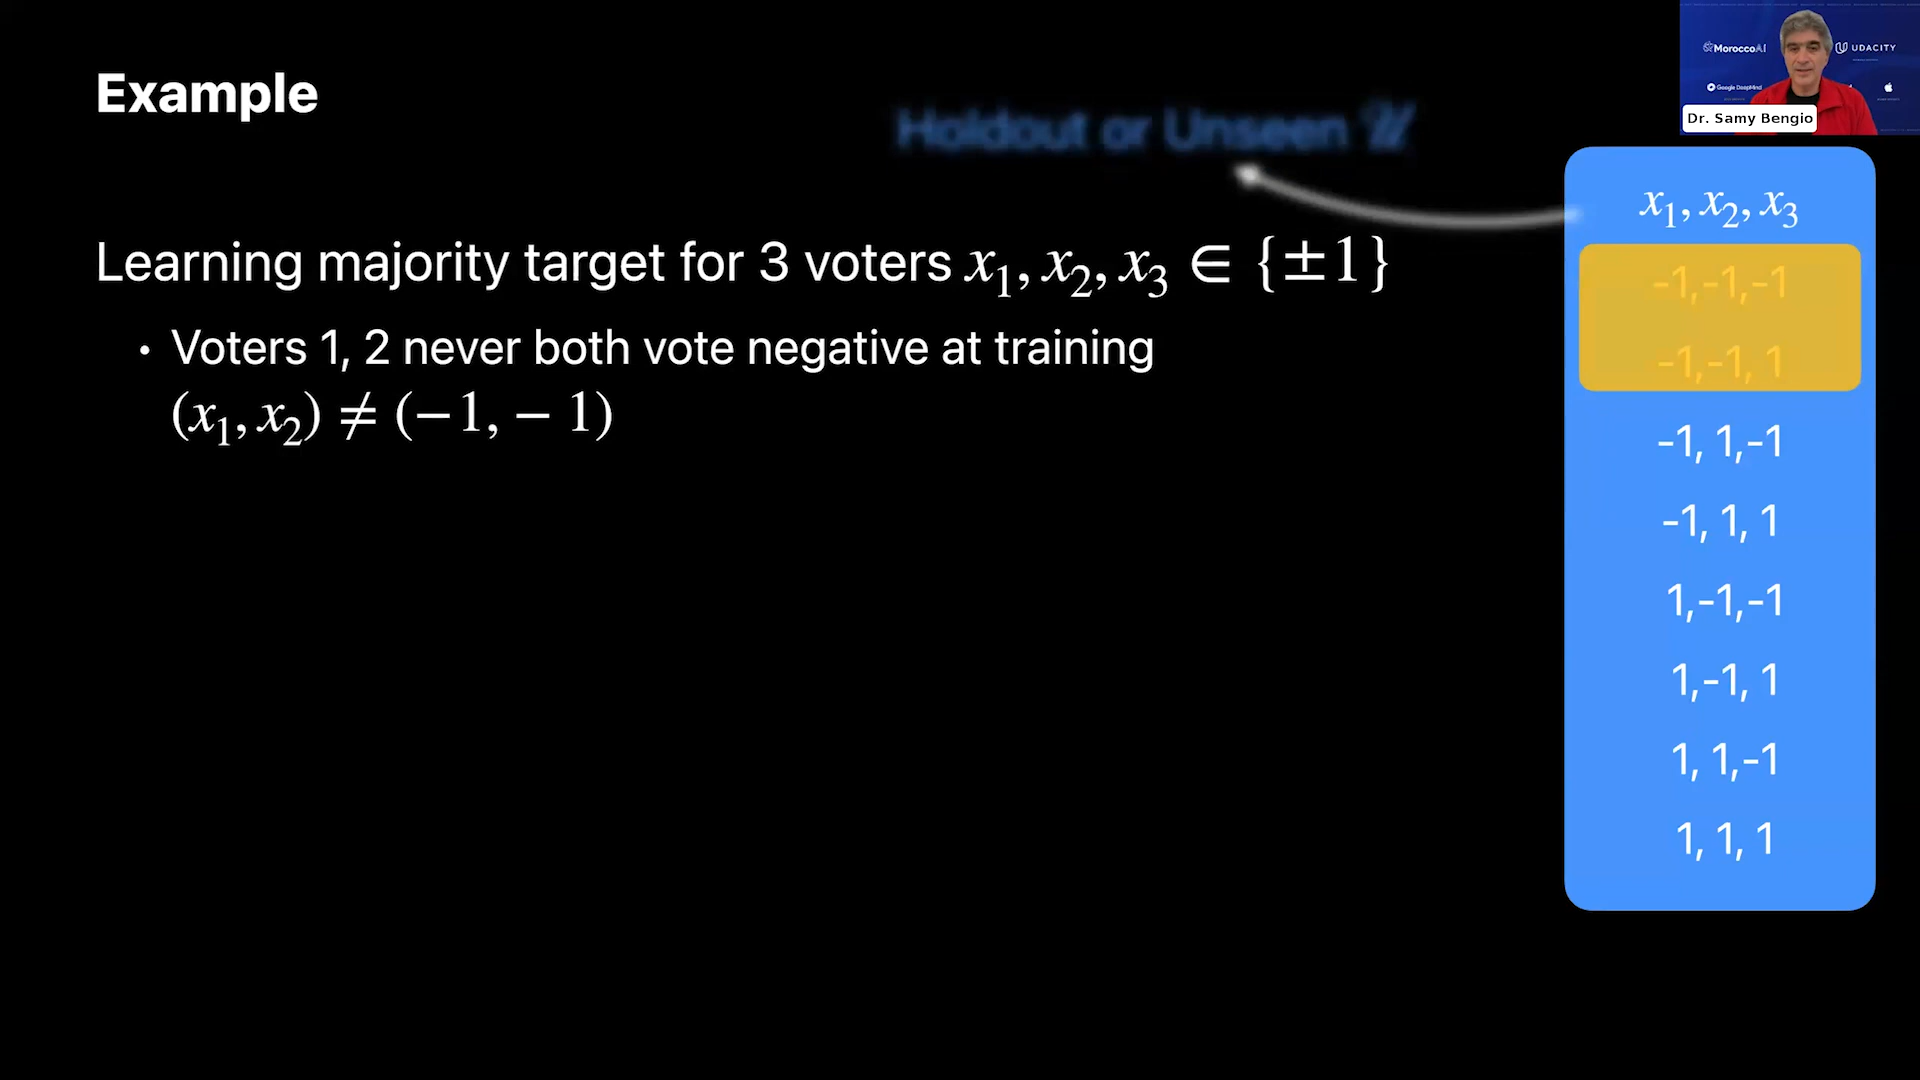 Example
Holdout or Unseen 𝒰
Learning majority target for 3 voters x₁, x₂, x₃ ∈ {±1}
• Voters 1, 2 never both vote negative at training
(x₁, x₂) ≠ (−1, − 1)
MoroccoAI
UDACITY
Google DeepMind
Dr. Samy Bengio
x₁, x₂, x₃
-1,-1,-1
-1,-1, 1
-1, 1,-1
-1, 1, 1
1,-1,-1
1,-1, 1
1, 1,-1
1, 1, 1